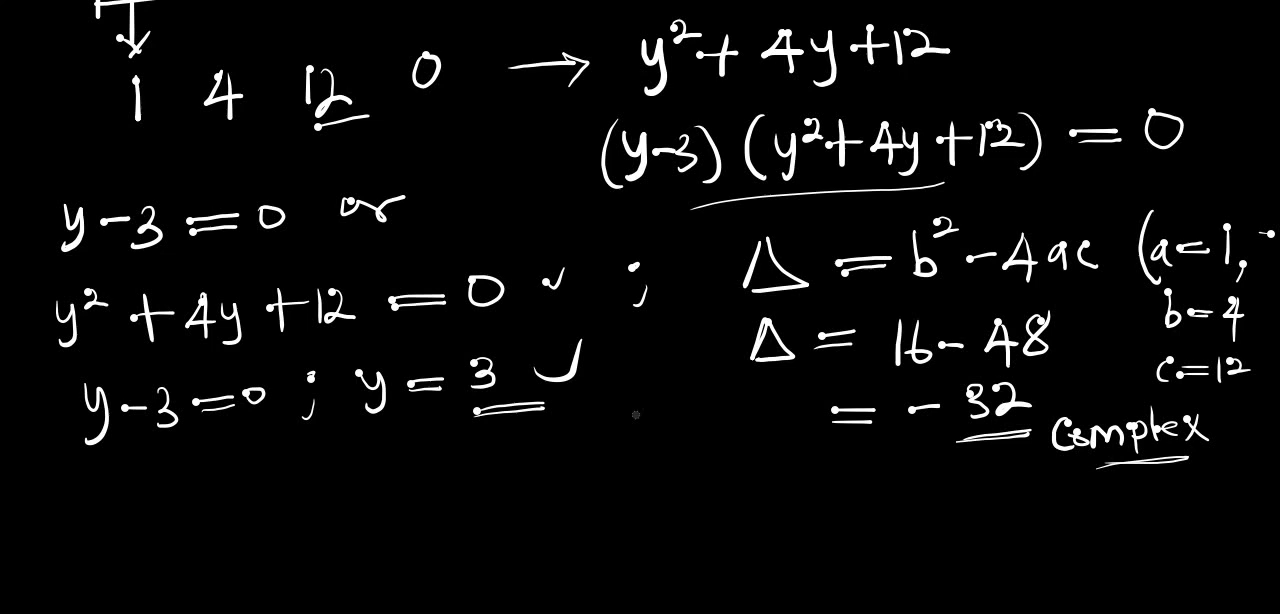 1 4 12 0 → y² + 4y + 12
(y-3) (y² + 4y + 12) = 0
y - 3 = 0 or
y² + 4y + 12 = 0 ✓ ;
y - 3 = 0 ; y = 3 ✓
Δ = b² - 4ac (a = 1,
b = 4
c = 12
Δ = 16 - 48
= - 32 Complex